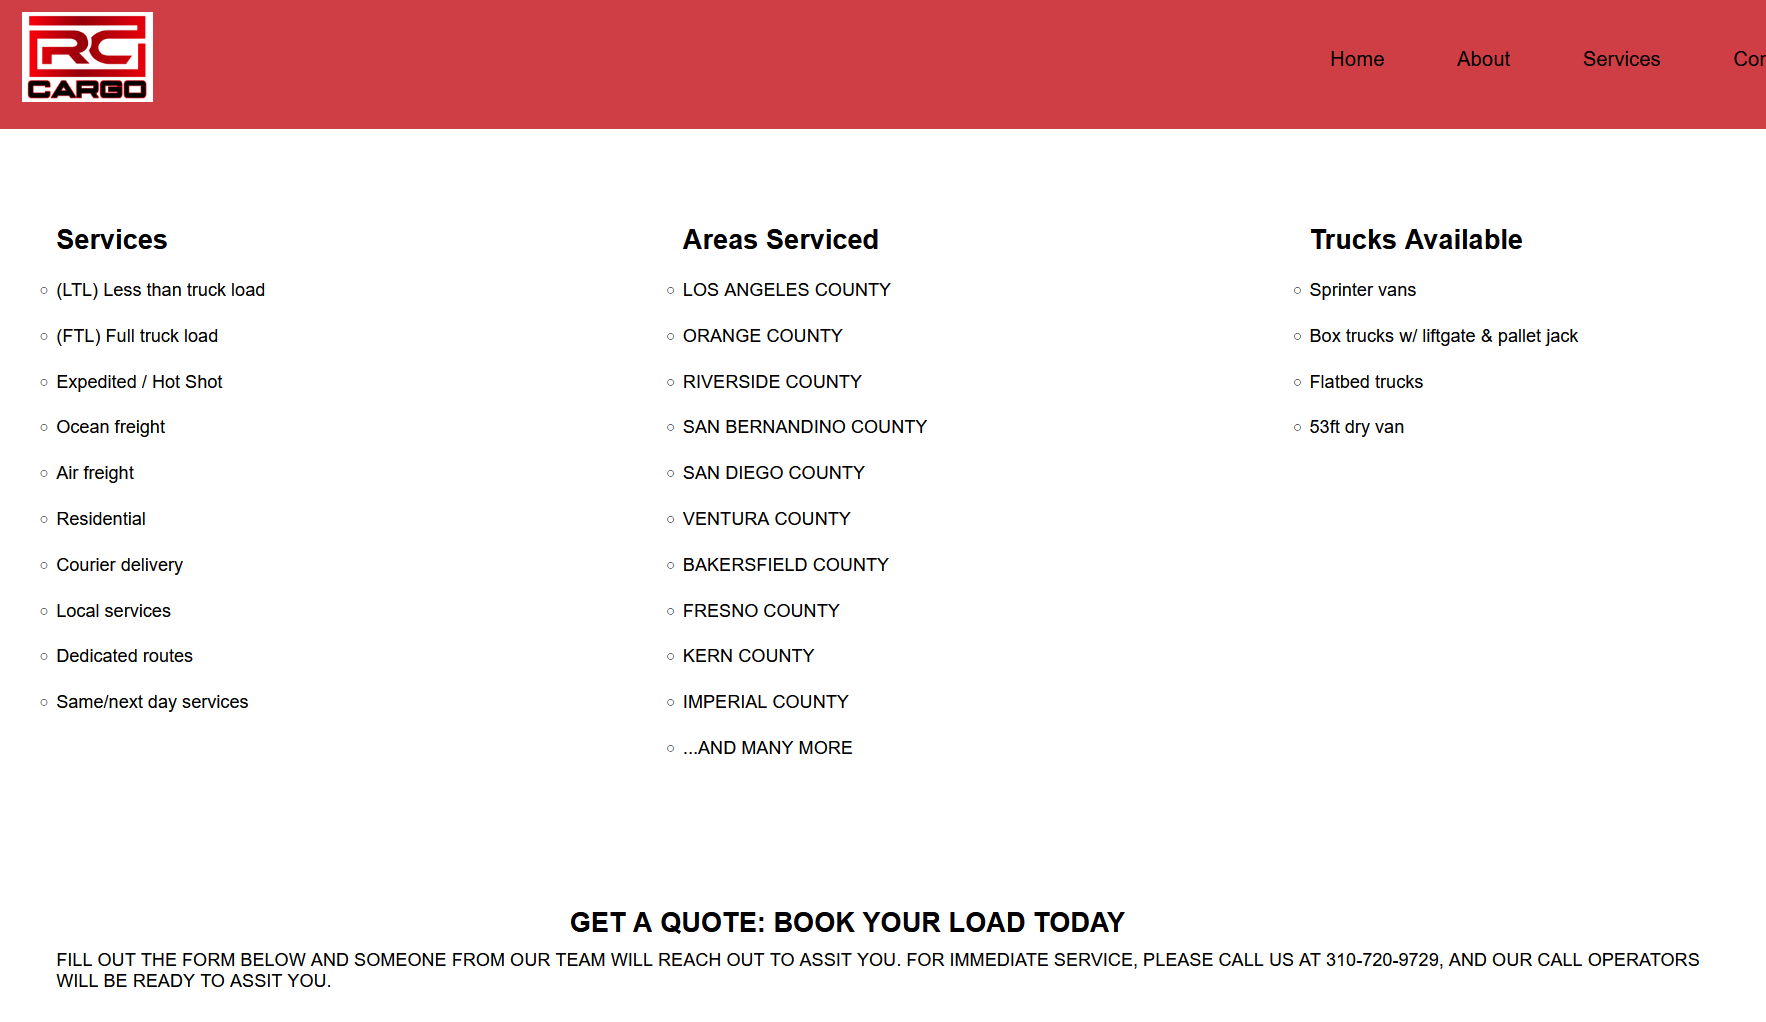 RC
CARGO
Home
About
Services
Services
(LTL) Less than truck load
(FTL) Full truck load
Expedited / Hot Shot
Ocean freight
Air freight
Residential
Courier delivery
Local services
Dedicated routes
Same/next day services
Areas Serviced
LOS ANGELES COUNTY
ORANGE COUNTY
RIVERSIDE COUNTY
SAN BERNANDINO COUNTY
SAN DIEGO COUNTY
VENTURA COUNTY
BAKERSFIELD COUNTY
FRESNO COUNTY
KERN COUNTY
IMPERIAL COUNTY
...AND MANY MORE
Trucks Available
Sprinter vans
Box trucks w/ liftgate & pallet jack
Flatbed trucks
53ft dry van
GET A QUOTE: BOOK YOUR LOAD TODAY
FILL OUT THE FORM BELOW AND SOMEONE FROM OUR TEAM WILL REACH OUT TO ASSIT YOU. FOR IMMEDIATE SERVICE, PLEASE CALL US AT 310-720-9729, AND OUR CALL OPERATORS
WILL BE READY TO ASSIT YOU.